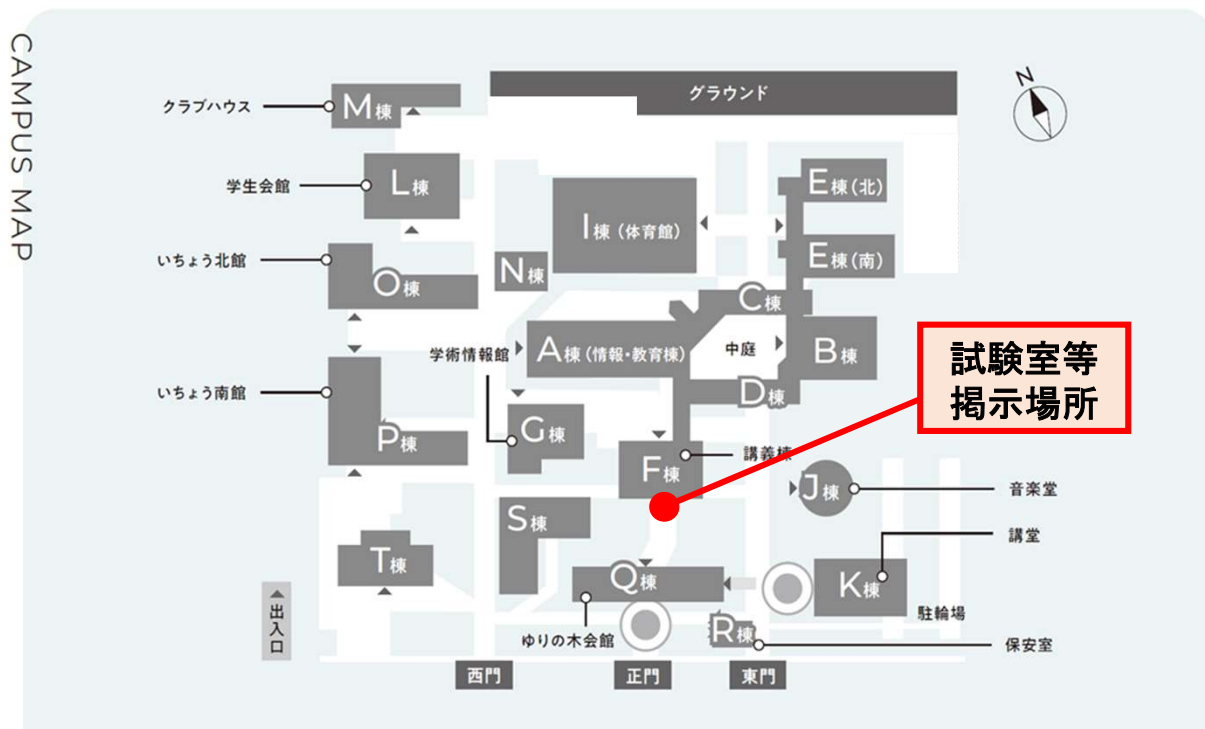 CAMPUS MAP
グラウンド
N
クラブハウス
M棟
学生会館
L棟
E棟(北)
I棟(体育館)
E棟(南)
いちょう北館
O棟
N棟
C棟
学術情報館
A棟(情報・教育棟)
中庭
B棟
試験室等
掲示場所
いちょう南館
D棟
P棟
G棟
講義棟
F棟
J棟
音楽堂
S棟
講堂
T棟
Q棟
K棟
駐輪場
出入口
ゆりの木会館
R棟
保安室
西門
正門
東門